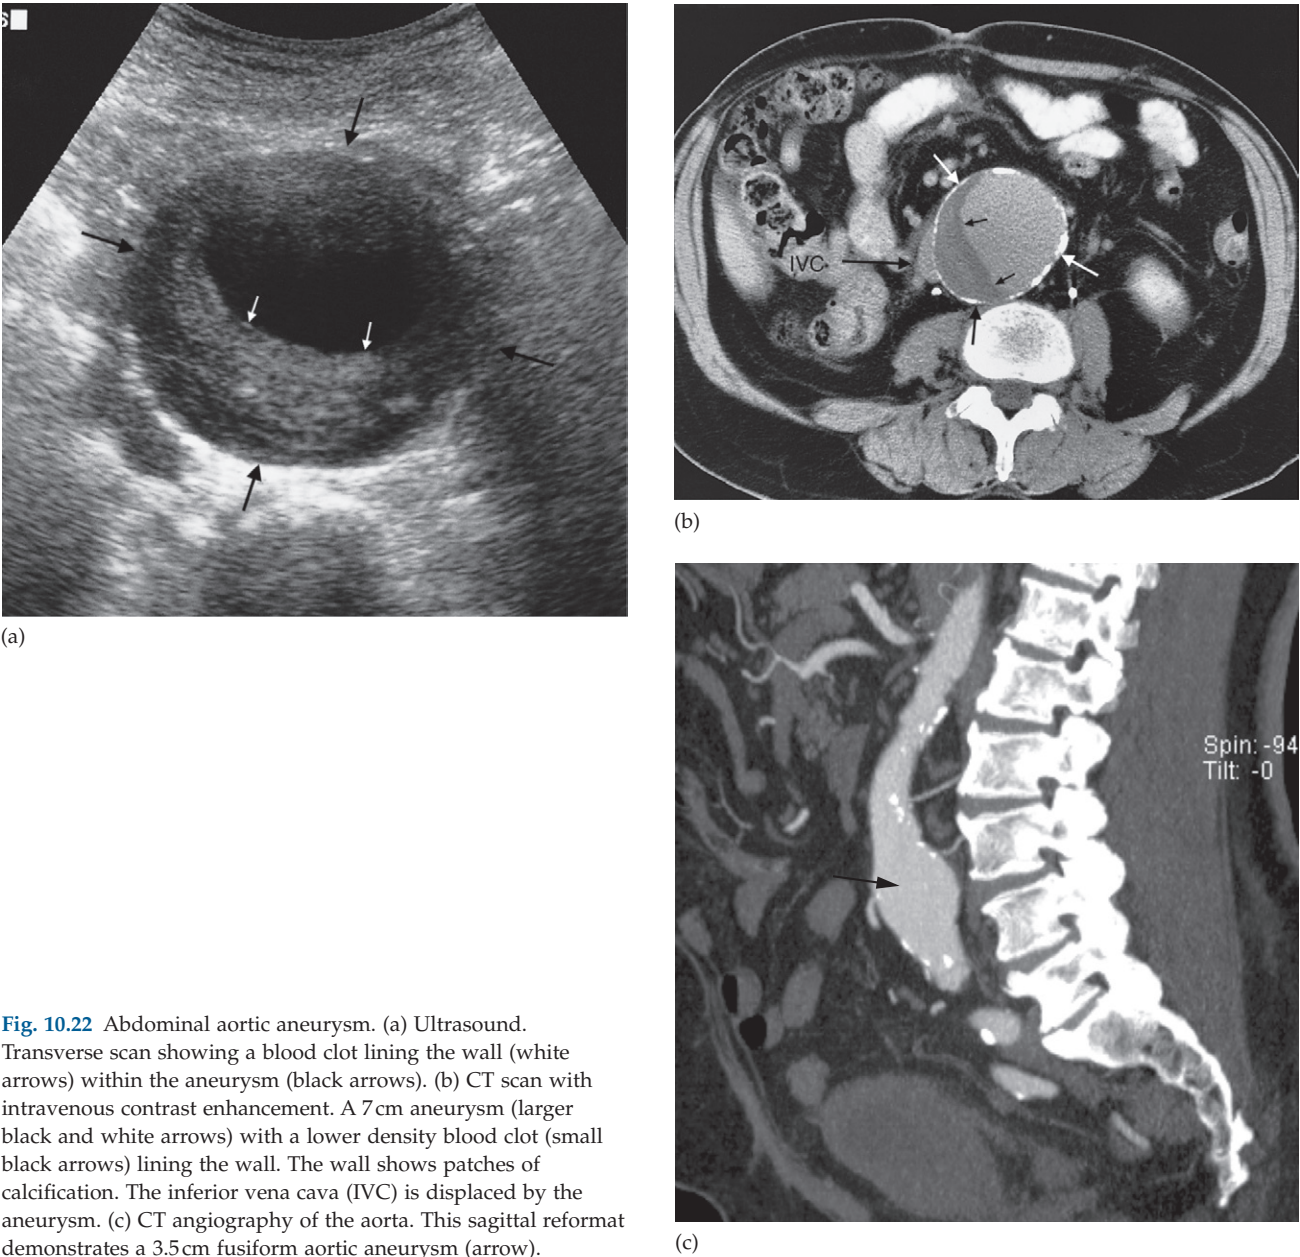 S
(a)
IVC
(b)
Spin: -94
Tilt: -0
(c)
Fig. 10.22 Abdominal aortic aneurysm. (a) Ultrasound.
Transverse scan showing a blood clot lining the wall (white
arrows) within the aneurysm (black arrows). (b) CT scan with
intravenous contrast enhancement. A 7 cm aneurysm (larger
black and white arrows) with a lower density blood clot (small
black arrows) lining the wall. The wall shows patches of
calcification. The inferior vena cava (IVC) is displaced by the
aneurysm. (c) CT angiography of the aorta. This sagittal reformat
demonstrates a 3.5 cm fusiform aortic aneurysm (arrow).